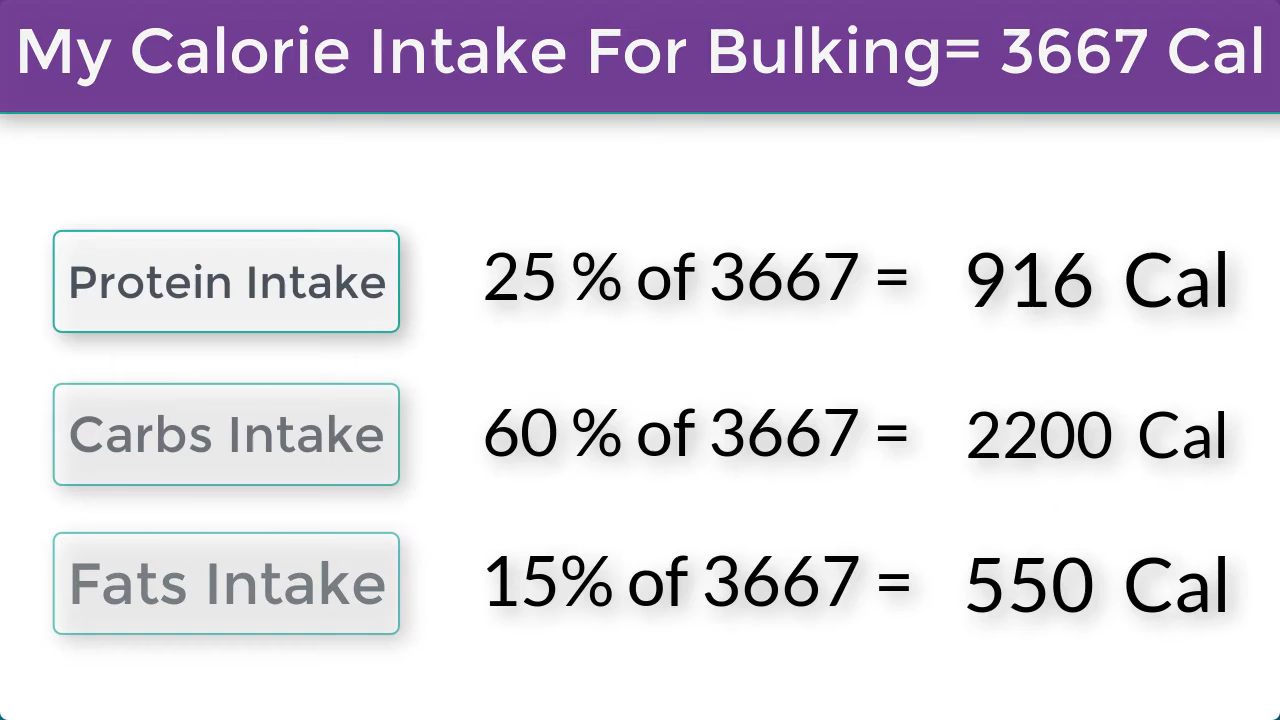 My Calorie Intake For Bulking= 3667 Cal
Protein Intake 25 % of 3667 = 916 Cal
Carbs Intake 60 % of 3667 = 2200 Cal
Fats Intake 15% of 3667 = 550 Cal